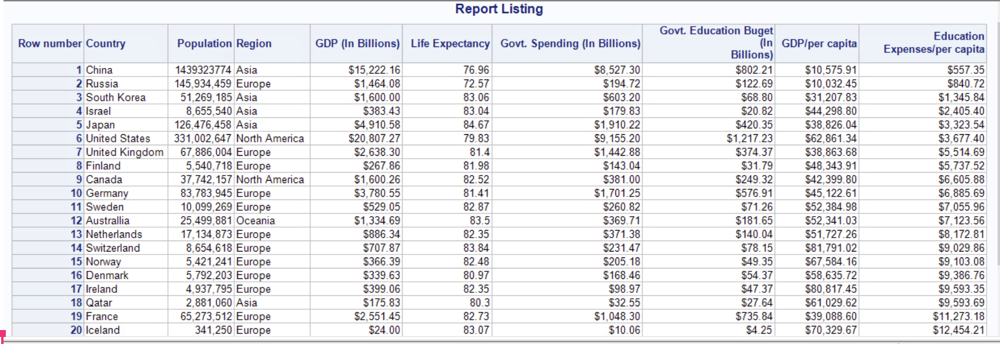 Report Listing
Row number Country Population Region GDP (In Billions) Life Expectancy Govt. Spending (In Billions) Govt. Education Buget (In Billions) GDP/per capita Education Expenses/per capita
1 China 1439323774 Asia $15,222.16 76.96 $8,527.30 $802.21 $10,575.91 $557.35
2 Russia 145,934,459 Europe $1,464.08 72.57 $194.72 $122.69 $10,032.45 $840.72
3 South Korea 51,269,185 Asia $1,600.00 83.06 $603.20 $68.80 $31,207.83 $1,345.84
4 Israel 8,655,540 Asia $383.43 83.04 $179.83 $20.82 $44,298.80 $2,405.40
5 Japan 126,476,458 Asia $4,910.58 84.67 $1,910.22 $420.35 $38,826.04 $3,323.54
6 United States 331,002,647 North America $20,807.27 79.83 $9,155.20 $1,217.23 $62,861.34 $3,677.40
7 United Kingdom 67,886,004 Europe $2,638.30 81.4 $1,442.88 $374.37 $38,863.68 $5,514.69
8 Finland 5,540,718 Europe $267.86 81.98 $143.04 $31.79 $48,343.91 $5,737.52
9 Canada 37,742,157 North America $1,600.26 82.52 $381.00 $249.32 $42,399.80 $6,605.88
10 Germany 83,783,945 Europe $3,780.55 81.41 $1,701.25 $576.91 $45,122.61 $6,885.69
11 Sweden 10,099,269 Europe $529.05 82.87 $260.82 $71.26 $52,384.98 $7,055.96
12 Australlia 25,499,881 Oceania $1,334.69 83.5 $369.71 $181.65 $52,341.03 $7,123.56
13 Netherlands 17,134,873 Europe $886.34 82.35 $371.38 $140.04 $51,727.26 $8,172.81
14 Switzerland 8,654,618 Europe $707.87 83.84 $231.47 $78.15 $81,791.02 $9,029.86
15 Norway 5,421,241 Europe $366.39 82.48 $205.18 $49.35 $67,584.16 $9,103.08
16 Denmark 5,792,203 Europe $339.63 80.97 $168.46 $54.37 $58,635.72 $9,386.76
17 Ireland 4,937,795 Europe $399.06 82.35 $98.97 $47.37 $80,817.45 $9,593.35
18 Qatar 2,881,060 Asia $175.83 80.3 $32.55 $27.64 $61,029.62 $9,593.69
19 France 65,273,512 Europe $2,551.45 82.73 $1,048.30 $735.84 $39,088.60 $11,273.18
20 Iceland 341,250 Europe $24.00 83.07 $10.06 $4.25 $70,329.67 $12,454.21